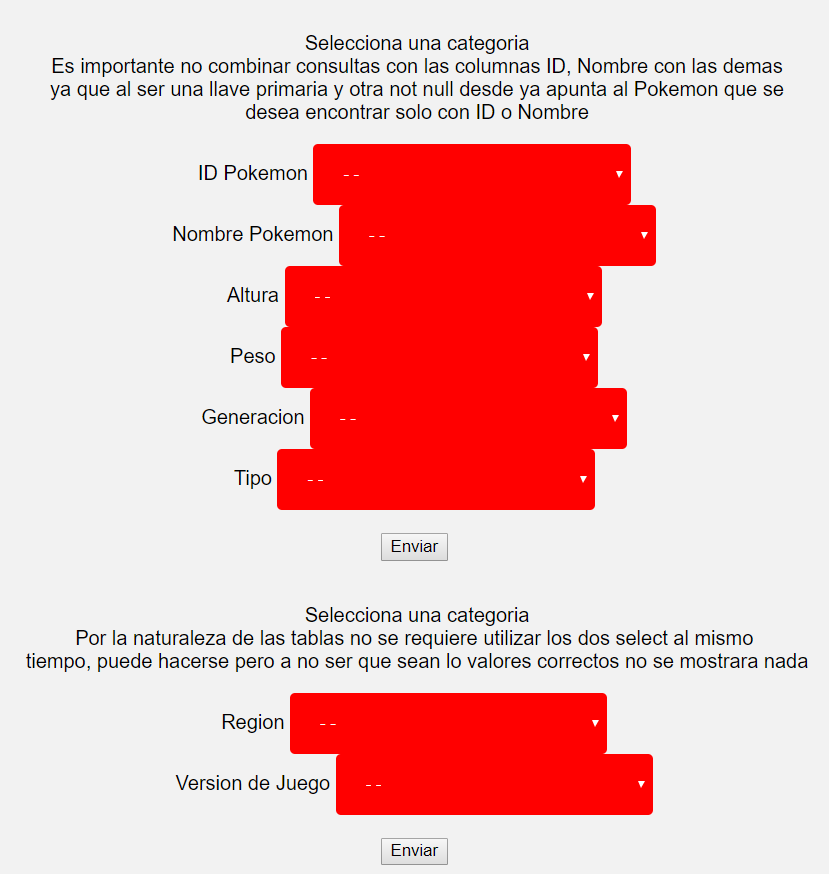 Selecciona una categoria
Es importante no combinar consultas con las columnas ID, Nombre con las demas
ya que al ser una llave primaria y otra not null desde ya apunta al Pokemon que se
desea encontrar solo con ID o Nombre
ID Pokemon --
Nombre Pokemon --
Altura --
Peso --
Generacion --
Tipo --
Enviar
Selecciona una categoria
Por la naturaleza de las tablas no se requiere utilizar los dos select al mismo
tiempo, puede hacerse pero a no ser que sean lo valores correctos no se mostrara nada
Region --
Version de Juego --
Enviar